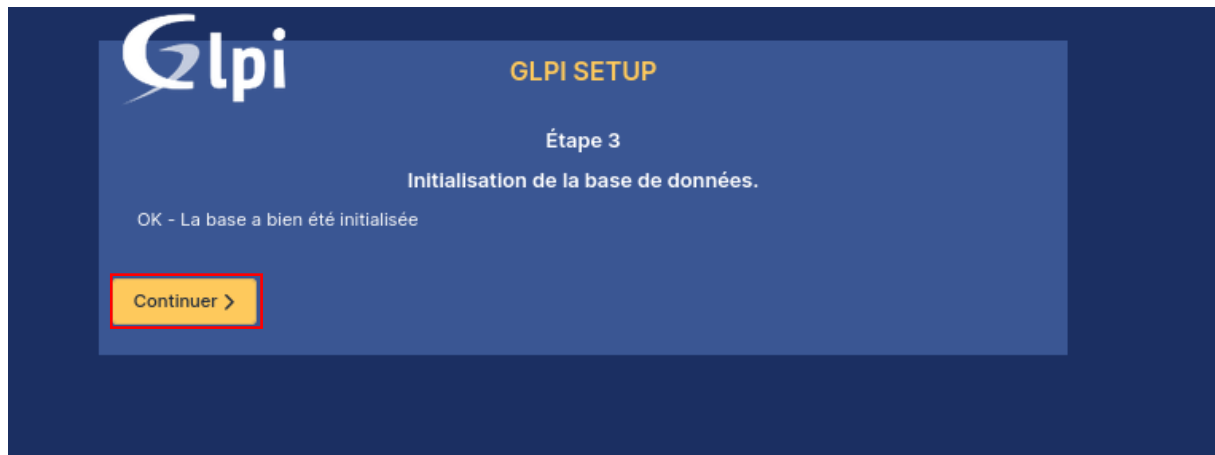 Glpi
GLPI SETUP
Étape 3
Initialisation de la base de données.
OK - La base a bien été initialisée
Continuer